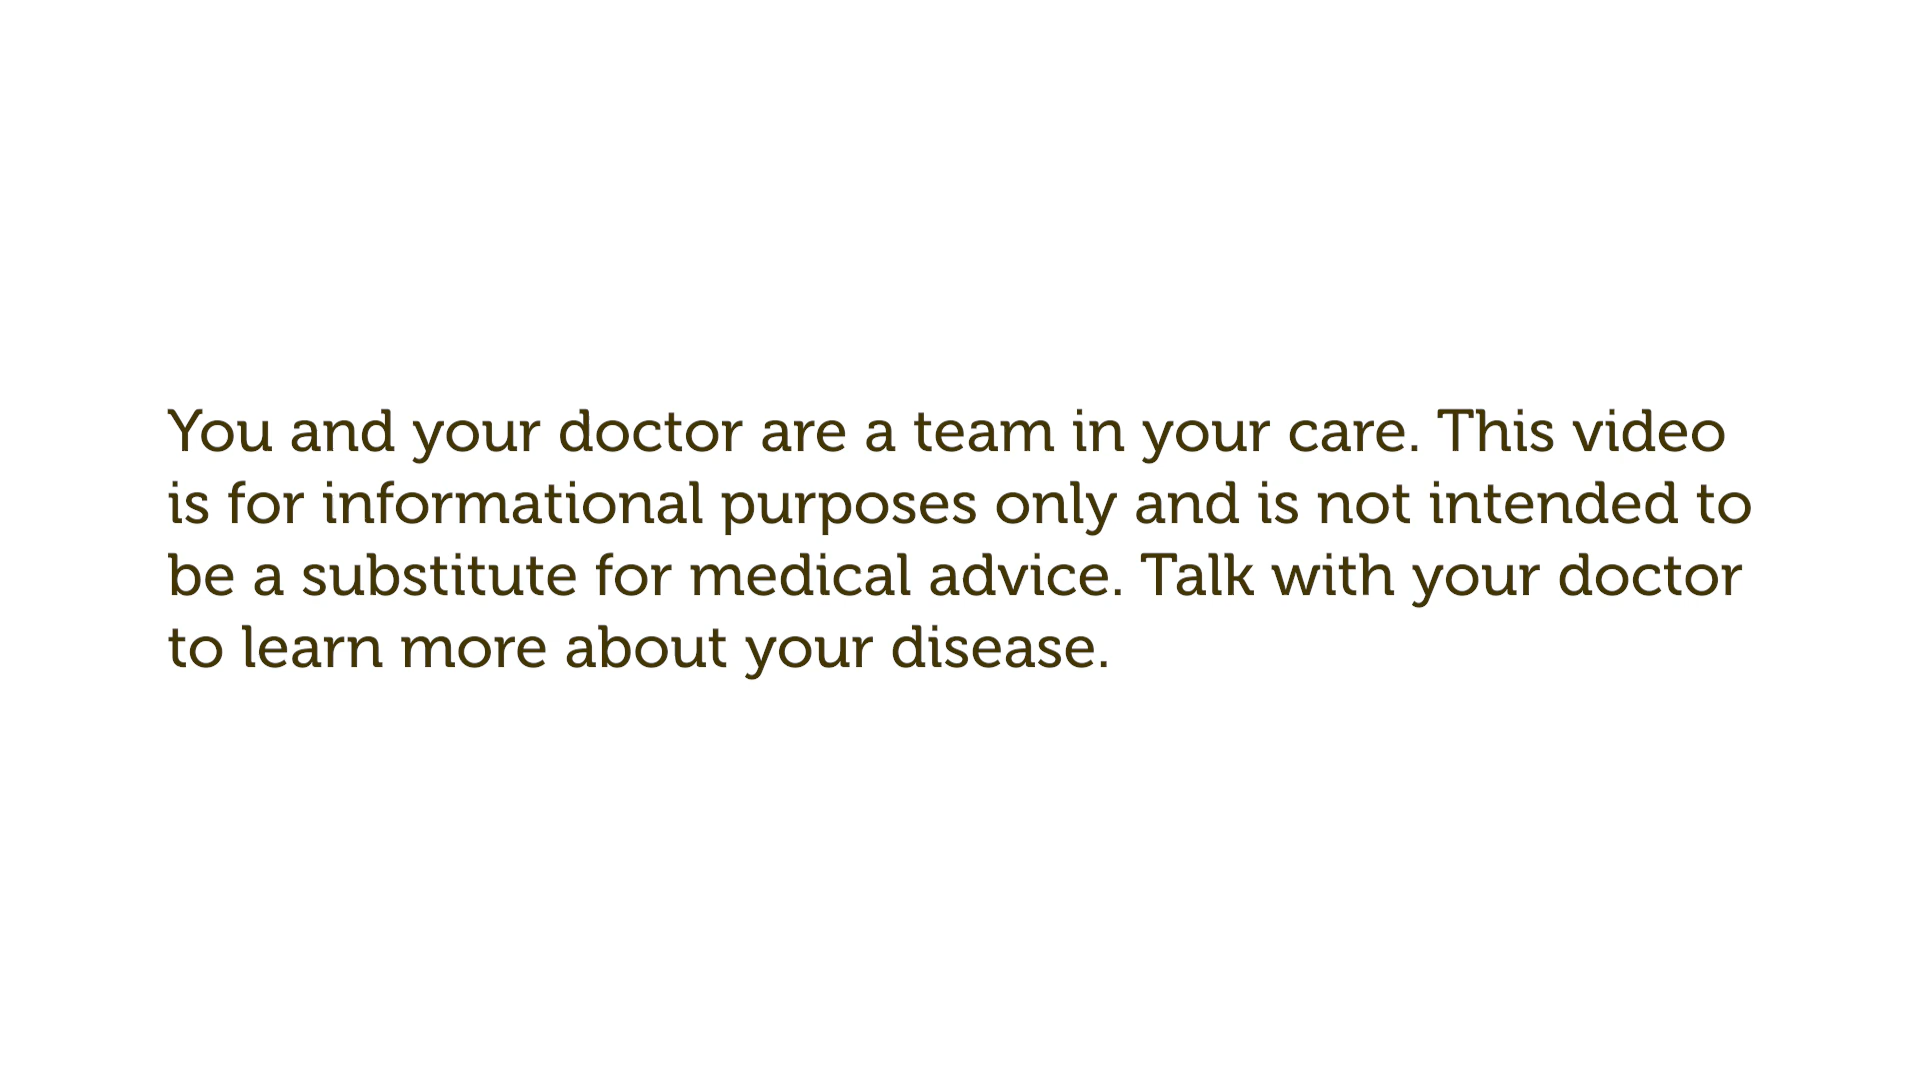 You and your doctor are a team in your care. This video
is for informational purposes only and is not intended to
be a substitute for medical advice. Talk with your doctor
to learn more about your disease.